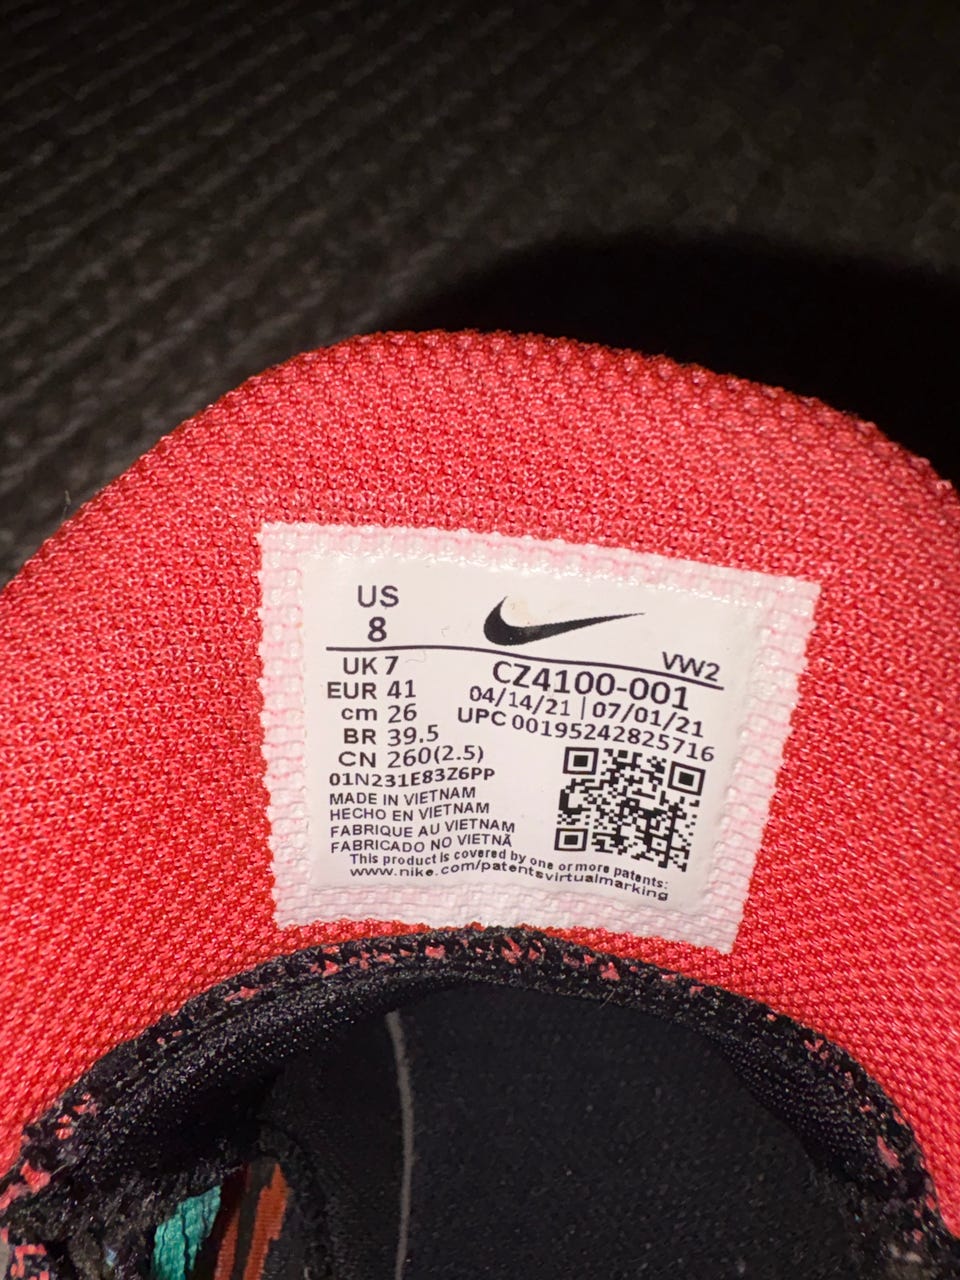 US
8
VW2
UK 7
EUR 41
cm 26
BR 39.5
CN 260(2.5)
CZ4100-001
04/14/21 | 07/01/21
UPC 00195242825716
01N231E83Z6PP
MADE IN VIETNAM
HECHO EN VIETNAM
FABRIQUE AU VIETNAM
FABRICADO NO VIETNÃ
This product is covered by one or more patents:
www.nike.com/patentsvirtualmarking